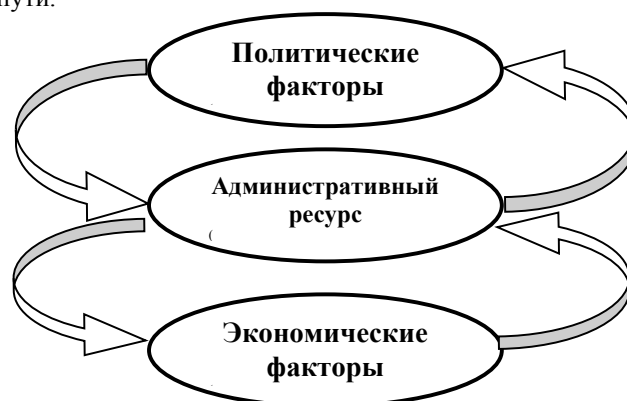 Политические
факторы
Административный
ресурс
(
Экономические
факторы